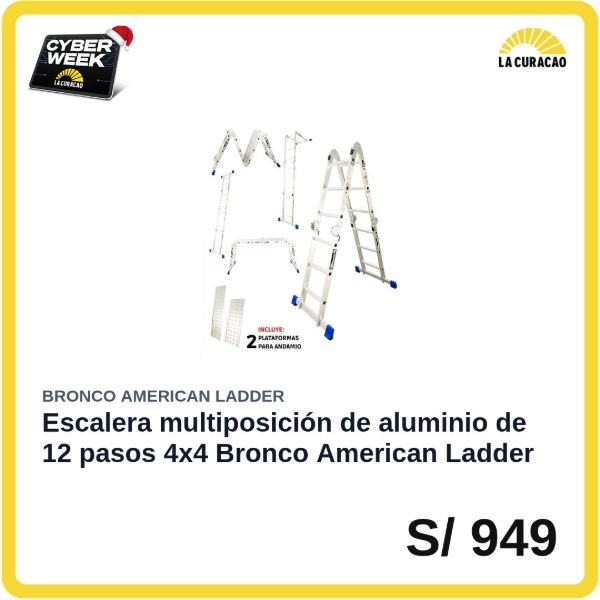 CYBER
WEEK
LA CURACAO
LA CURACAO
INCLUYE:
2 PLATAFORMAS
PARA ANDAMIO
BRONCO AMERICAN LADDER
Escalera multiposición de aluminio de
12 pasos 4x4 Bronco American Ladder
S/ 949